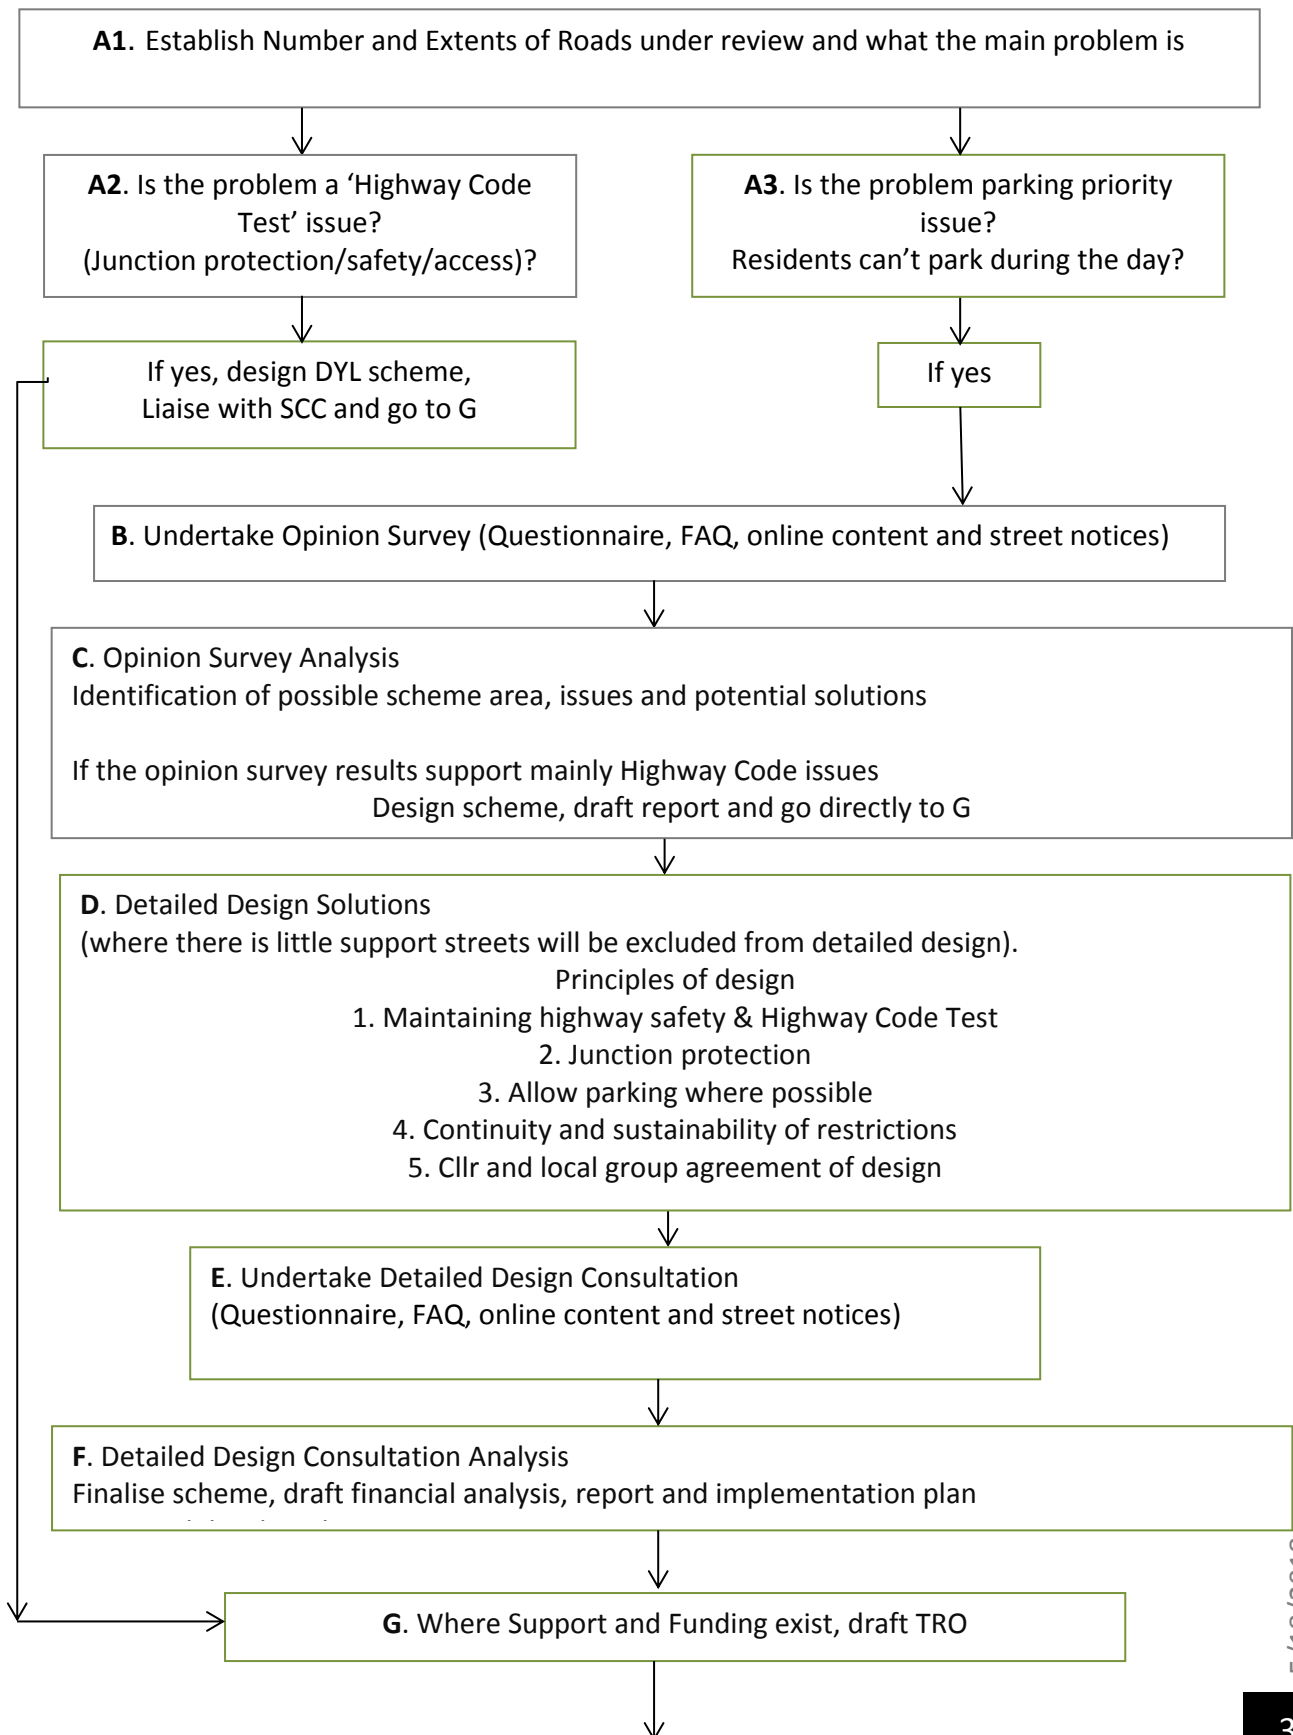 A1. Establish Number and Extents of Roads under review and what the main problem is
A2. Is the problem a ‘Highway Code
Test’ issue?
(Junction protection/safety/access)?
A3. Is the problem parking priority
issue?
Residents can’t park during the day?
If yes, design DYL scheme,
Liaise with SCC and go to G
If yes
B. Undertake Opinion Survey (Questionnaire, FAQ, online content and street notices)
C. Opinion Survey Analysis
Identification of possible scheme area, issues and potential solutions
If the opinion survey results support mainly Highway Code issues
Design scheme, draft report and go directly to G
D. Detailed Design Solutions
(where there is little support streets will be excluded from detailed design).
Principles of design
1. Maintaining highway safety & Highway Code Test
2. Junction protection
3. Allow parking where possible
4. Continuity and sustainability of restrictions
5. Cllr and local group agreement of design
E. Undertake Detailed Design Consultation
(Questionnaire, FAQ, online content and street notices)
F. Detailed Design Consultation Analysis
Finalise scheme, draft financial analysis, report and implementation plan
G. Where Support and Funding exist, draft TRO
3